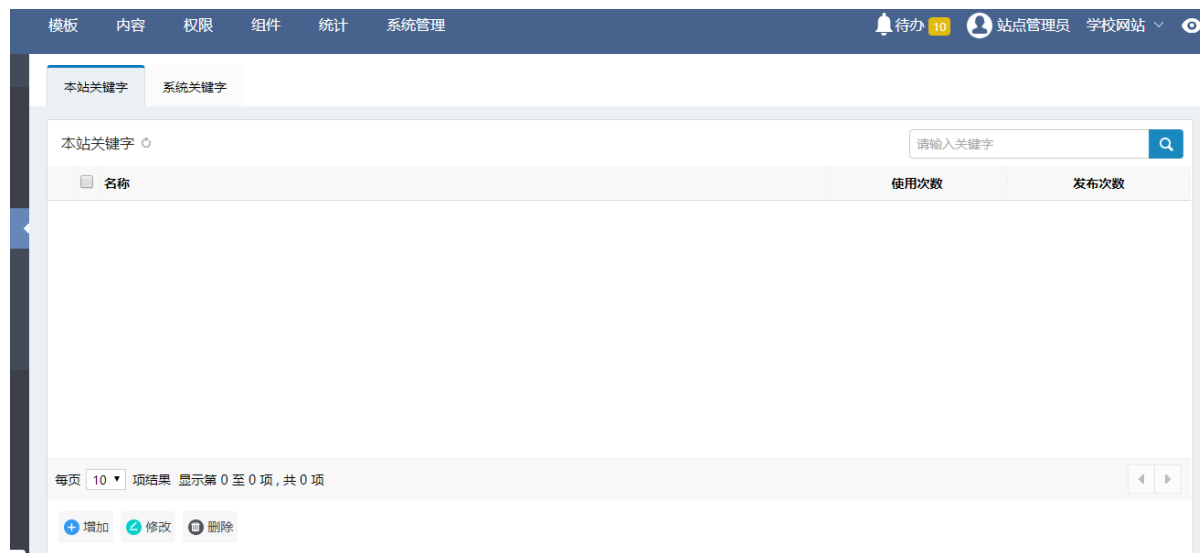 模板 内容 权限 组件 统计 系统管理 待办 10 站点管理员 学校网站
本站关键字 系统关键字
本站关键字 请输入关键字
名称 使用次数 发布次数
每页 10 项结果 显示第 0 至 0 项 , 共 0 项
增加 修改 删除